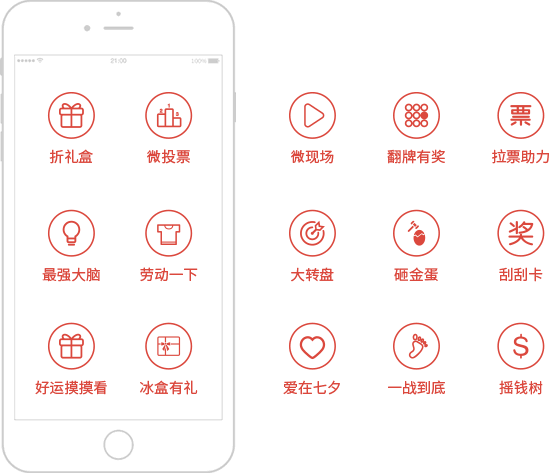 21:00 100%
折礼盒 微投票 微现场 翻牌有奖 拉票助力
票
最强大脑 劳动一下 大转盘 砸金蛋 刮刮卡
奖
好运摸摸看 冰盒有礼 爱在七夕 一战到底 摇钱树
$